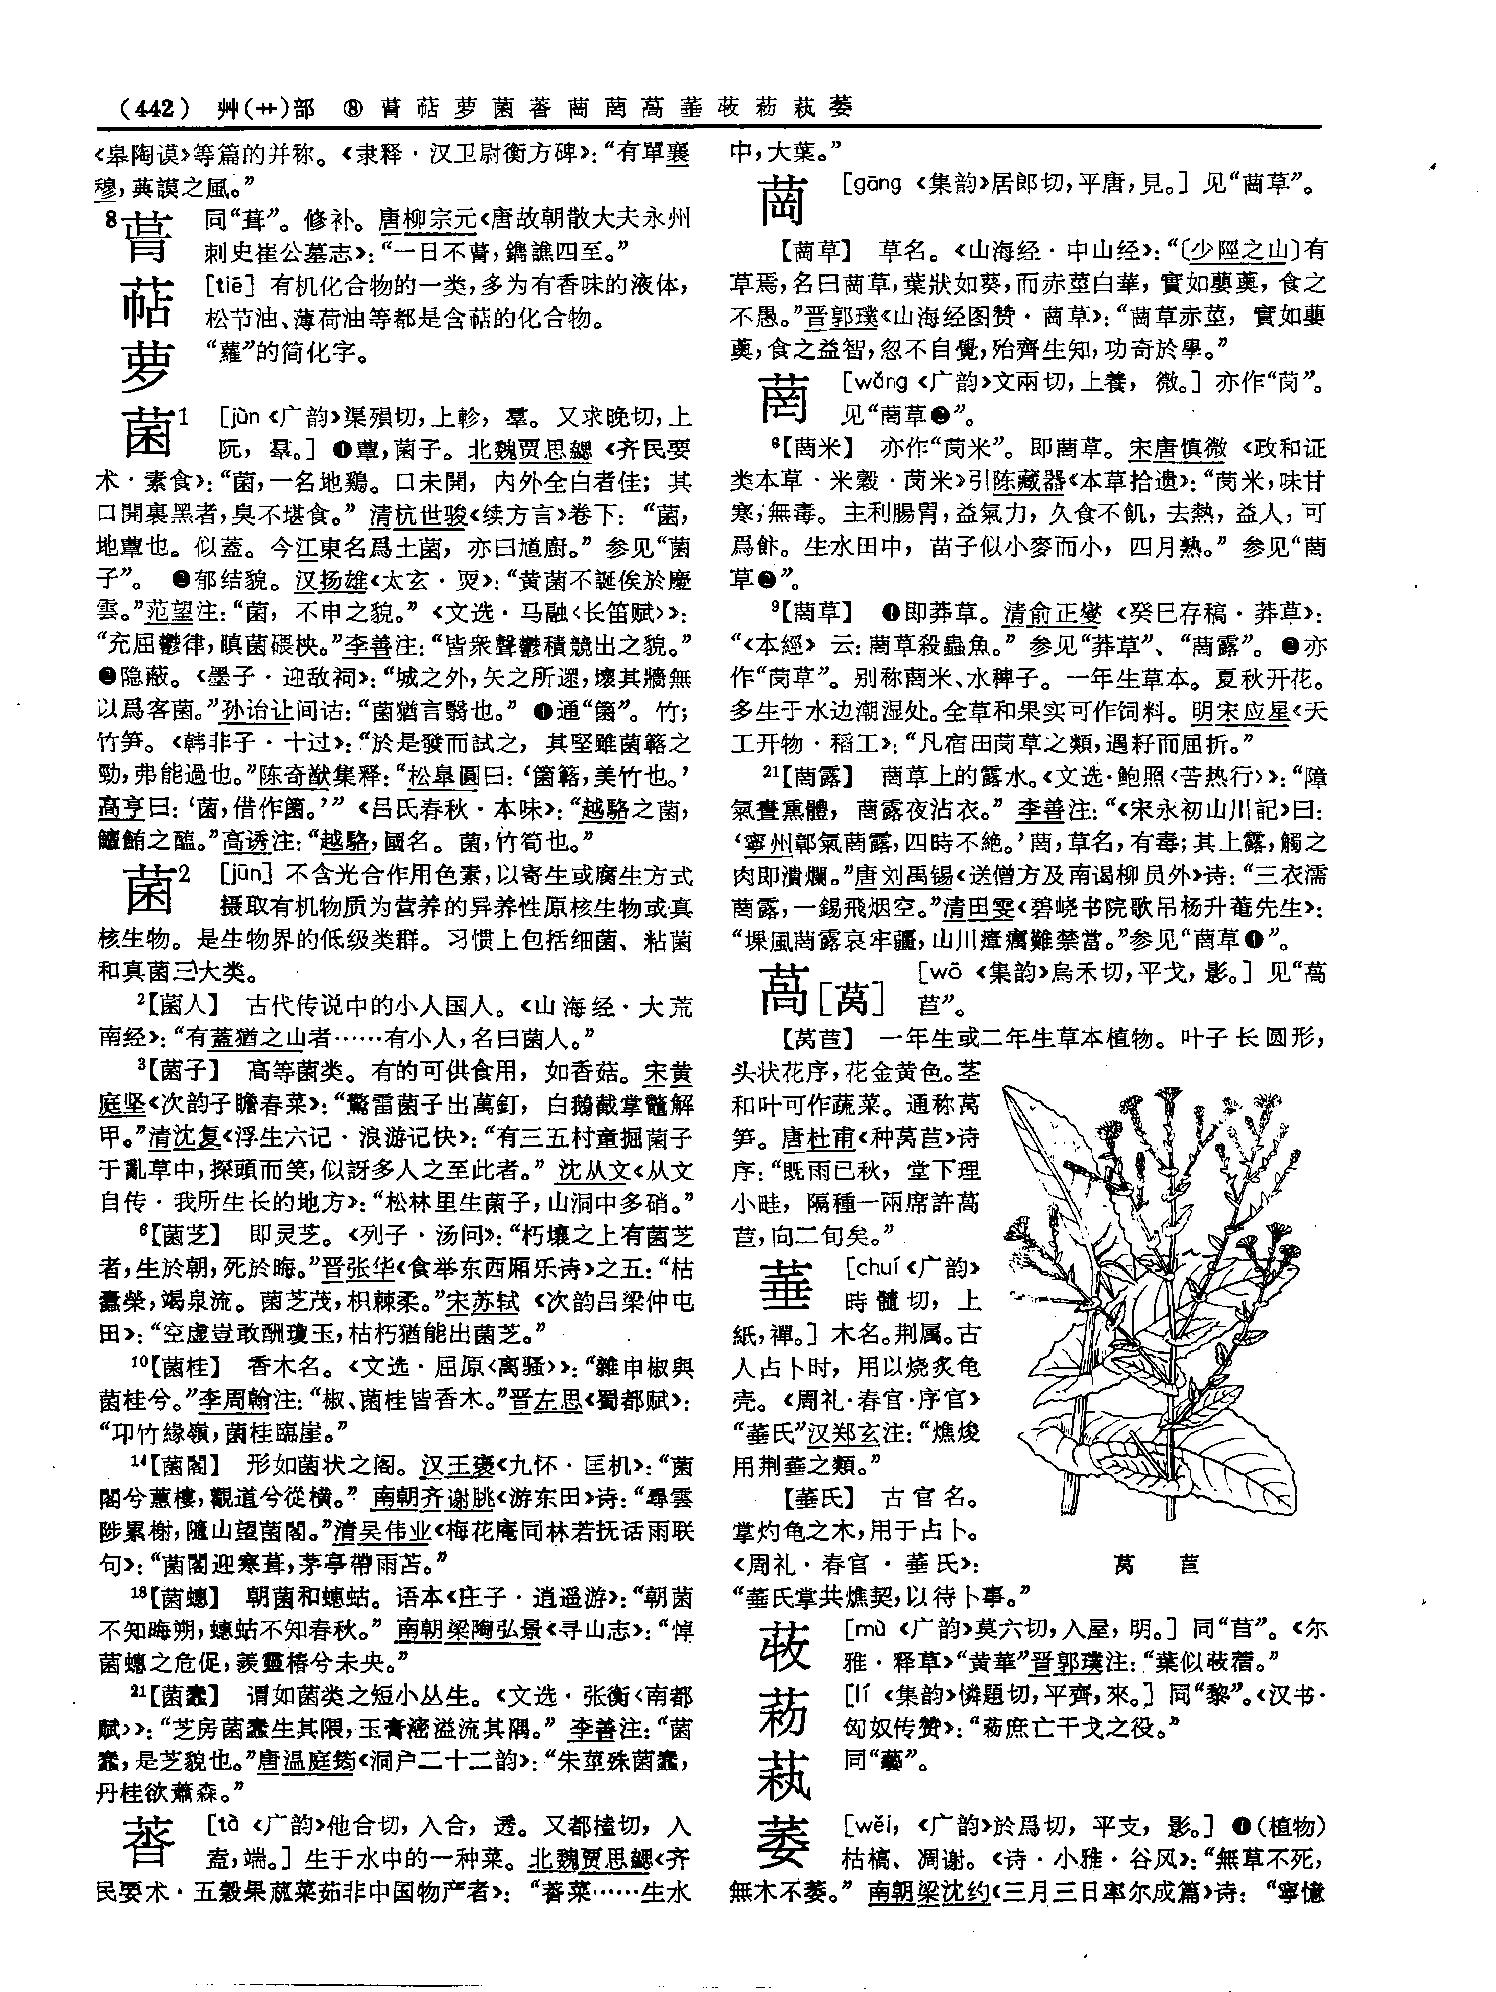 (442) 艸(艹)部 ⑧ 菺 萜 萝 菌 㳫 𦯌 菵 萵 菙 䒬 䓞 蓺 萎
《皋陶谟》等篇的并称。《隶释·汉卫尉衡方碑》：“有單襄
穆，英謨之風。”
8 同“葺”。修补。唐柳宗元《唐故朝散大夫永州
刺史崔公墓志》：“一日不葺，鐫譙四至。”
萜 [tiē] 有机化合物的一类，多为有香味的液体，
松节油、薄荷油等都是含萜的化合物。
萝 “蘿”的简化字。
菌1 [jùn 《广韵》渠殞切，上軫，羣。又求晚切，上
阮，羣。] ❶蕈，菌子。北魏贾思勰《齐民要
术·素食》：“菌，一名地鷄。口未開，内外全白者佳；其
口開裏黑者，臭不堪食。”清杭世骏《续方言》卷下：“菌，
地蕈也。似蓋。今江東名爲土菌，亦曰馗廚。”参见“菌
子”。 ❷郁结貌。汉扬雄《太玄·耎》：“黄菌不誕俟於慶
雲。”范望注：“菌，不申之貌。”《文选·马融〈长笛赋〉》：
“充屈鬱律，瞋菌碨柍。”李善注：“皆衆聲鬱積競出之貌。”
❸隐蔽。《墨子·迎敌祠》：“城之外，矢之所遝，壞其牆無
以爲客菌。”孙诒让间诂：“菌猶言翳也。”❹通“箘”。竹；
竹笋。《韩非子·十过》：“於是發而試之，其堅雖菌簵之
勁，弗能過也。”陈奇猷集释：“松皋圓曰：‘箘簵，美竹也。’
高亨曰：‘菌，借作箘。’”《吕氏春秋·本味》：“越駱之菌，
鱣鮪之醢。”高诱注：“越駱，國名。菌，竹筍也。”
菌2 [jūn] 不含光合作用色素，以寄生或腐生方式
摄取有机物质为营养的异养性原核生物或真
核生物。是生物界的低级类群。习惯上包括细菌、粘菌
和真菌三大类。
2【菌人】 古代传说中的小人国人。《山海经·大荒
南经》：“有蓋猶之山者……有小人，名曰菌人。”
3【菌子】 高等菌类。有的可供食用，如香菇。宋黄
庭坚《次韵子瞻春菜》：“驚雷菌子出萬釘，白鵝截掌鼈解
甲。”清沈复《浮生六记·浪游记快》：“有三五村童掘菌子
于亂草中，探頭而笑，似訝多人之至此者。”沈从文《从文
自传·我所生长的地方》：“松林里生菌子，山洞中多硝。”
6【菌芝】 即灵芝。《列子·汤问》：“朽壤之上有菌芝
者，生於朝，死於晦。”晋张华《食举东西厢乐诗》之五：“枯
蠹榮，竭泉流。菌芝茂，枳棘柔。”宋苏轼《次韵吕梁仲屯
田》：“空虚豈敢酬瓊玉，枯朽猶能出菌芝。”
10【菌桂】 香木名。《文选·屈原〈离骚〉》：“雜申椒與
菌桂兮。”李周翰注：“椒、菌桂皆香木。”晋左思《蜀都赋》：
“邛竹緣嶺，菌桂臨崖。”
14【菌閣】 形如菌状之阁。汉王褒《九怀·匡机》：“菌
閣兮蕙樓，觀道兮從横。”南朝齐谢朓《游东田》诗：“尋雲
陟累榭，隨山望菌閣。”清吴伟业《梅花庵同林若抚话雨联
句》：“菌閣迎寒葺，茅亭帶雨苫。”
18【菌蟪】 朝菌和蟪蛄。语本《庄子·逍遥游》：“朝菌
不知晦朔，蟪蛄不知春秋。”南朝梁陶弘景《寻山志》：“悼
菌蟪之危促，羨靈椿兮未央。”
21【菌蠢】 谓如菌类之短小丛生。《文选·张衡〈南都
赋〉》：“芝房菌蠢生其隈，玉膏滵溢流其隅。”李善注：“菌
蠢，是芝貌也。”唐温庭筠《洞户二十二韵》：“朱莖殊菌蠢，
丹桂欲蕭森。”
[tà 《广韵》他合切，入合，透。又都榼切，入
盍，端。] 生于水中的一种菜。北魏贾思勰《齐
民要术·五穀果蓏菜茹非中国物产者》：“菜……生水
中，大葉。”
[gāng 《集韵》居郎切，平唐，見。] 见“草”。
【草】 草名。《山海经·中山经》：“〔少陘之山〕有
草焉，名曰草，葉狀如葵，而赤莖白華，實如蘡薁，食之
不愚。”晋郭璞《山海经图赞·草》：“草赤莖，實如蘡
薁，食之益智，忽不自覺，殆齊生知，功奇於學。”
菵 [wǎng 《广韵》文兩切，上養，微。] 亦作“茵”。
见“菵草❷”。
6【菵米】 亦作“𦬆米”。即菵草。宋唐慎微《政和证
类本草·米穀·𦬆米》引陈藏器《本草拾遗》：“𦬆米，味甘
寒，無毒。主利腸胃，益氣力，久食不飢，去熱，益人，可
爲飰。生水田中，苗子似小麥而小，四月熟。”参见“菵
草❷”。
9【菵草】 ❶即莽草。清俞正燮《癸巳存稿·莽草》：
“《本經》云：菵草殺蟲魚。”参见“莽草”、“菵露”。❷亦
作“𦬆草”。别称菵米、水稗子。一年生草本。夏秋开花。
多生于水边潮湿处。全草和果实可作饲料。明宋应星《天
工开物·稻工》：“凡宿田𦬆草之類，遇耔而屈折。”
21【菵露】 菵草上的露水。《文选·鲍照〈苦热行〉》：“障
氣晝熏體，菵露夜沾衣。”李善注：“《宋永初山川記》曰：
‘寧州鄣氣菵露，四時不絶。’菵，草名，有毒；其上露，觸之
肉即潰爛。”唐刘禹锡《送僧方及南谒柳员外》诗：“三衣濡
菵露，一錫飛烟空。”清田雯《碧峣书院歌吊杨升菴先生》：
“堁風菵露哀牢疆，山川瘴癘難禁當。”参见“菵草❶”。
萵[莴] [wō 《集韵》烏禾切，平戈，影。] 见“萵
苣”。
【莴苣】 一年生或二年生草本植物。叶子长圆形，
头状花序，花金黄色。茎
和叶可作蔬菜。通称莴
笋。唐杜甫《种莴苣》诗
序：“既雨已秋，堂下理
小畦，隔種一兩席許萵
苣，向二旬矣。”
菙 [chuí《广韵》
時髓切，上
紙，禪。] 木名。荆属。古
人占卜时，用以烧炙龟
壳。《周礼·春官·序官》
“菙氏”汉郑玄注：“燋焌
用荆菙之類。”
【菙氏】 古官名。
掌灼龟之木，用于占卜。
《周礼·春官·菙氏》：
“菙氏掌共燋契，以待卜事。”
莴 苣
[mù 《广韵》莫六切，入屋，明。] 同“苜”。《尔
雅·释草》“黄華”晋郭璞注：“葉似蓿。”
[lí 《集韵》憐題切，平齊，來。] 同“黎”。《汉书·
匈奴传赞》：“庶亡干戈之役。”
同“藝”。
萎 [wěi， 《广韵》於爲切，平支，影。] ❶（植物）
枯槁、凋谢。《诗·小雅·谷风》：“無草不死，
無木不萎。”南朝梁沈约《三月三日率尔成篇》诗：“寧憶